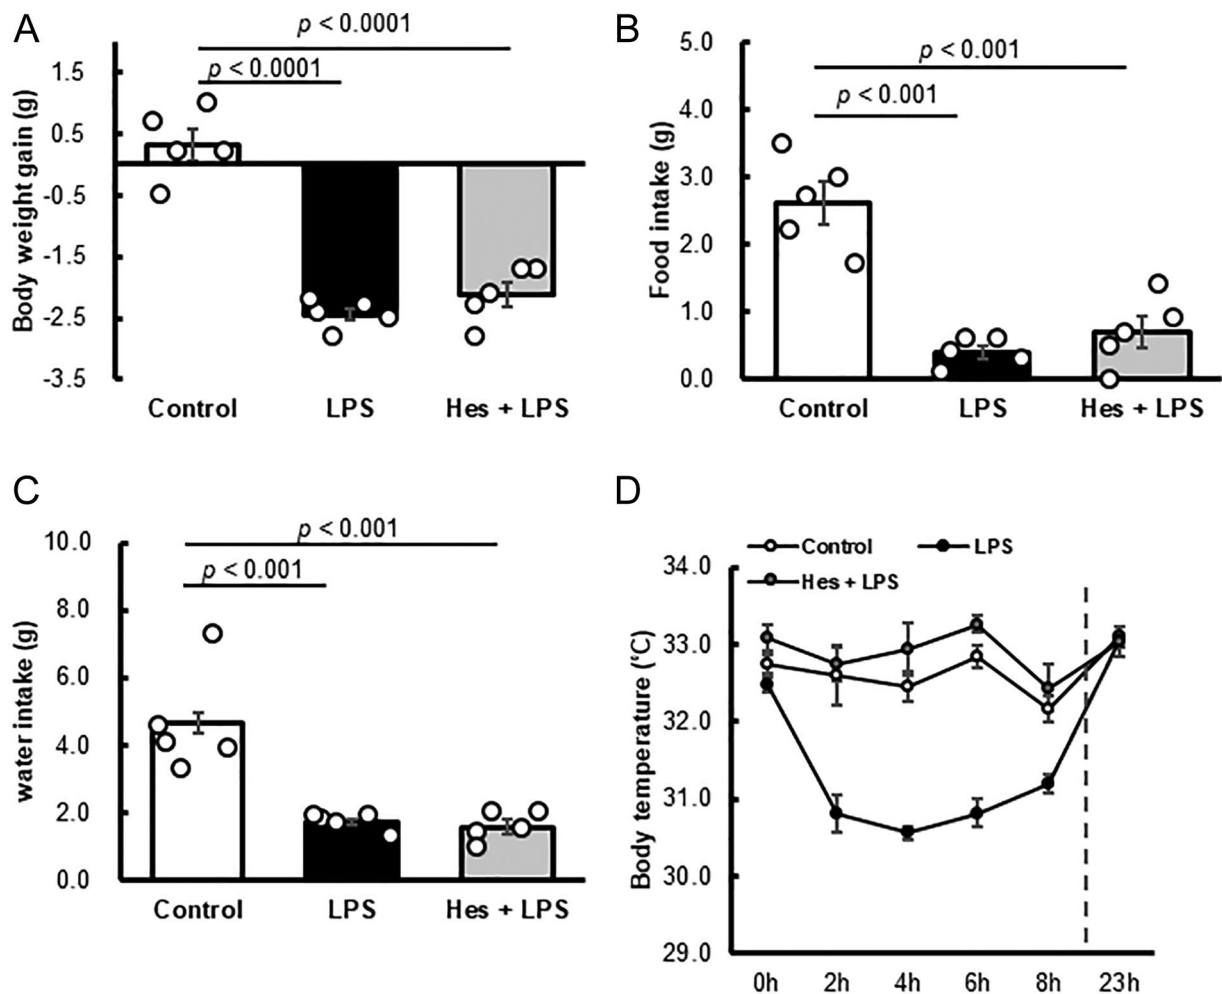 A
p < 0.0001
p < 0.0001
Body weight gain (g)
1.5
0.5
-0.5
-1.5
-2.5
-3.5
Control
LPS
Hes + LPS
B
p < 0.001
p < 0.001
Food intake (g)
5.0
4.0
3.0
2.0
1.0
0.0
Control
LPS
Hes + LPS
C
p < 0.001
p < 0.001
water intake (g)
10.0
8.0
6.0
4.0
2.0
0.0
Control
LPS
Hes + LPS
D
Control
LPS
Hes + LPS
Body temperature (°C)
34.0
33.0
32.0
31.0
30.0
29.0
0h
2h
4h
6h
8h
23h